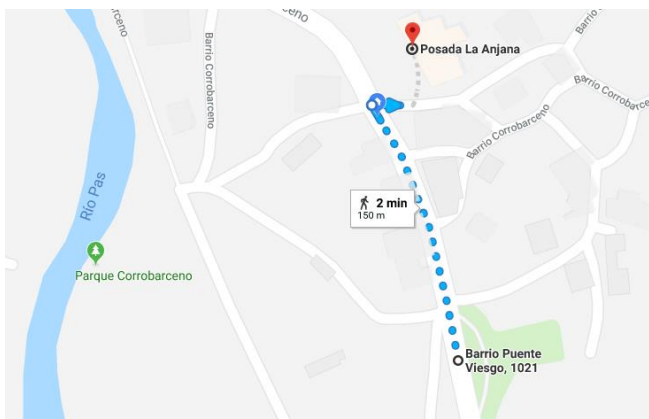 Posada La Anjana
Barrio Corrobarceno
Barrio
Barrio Corrobarceno
Barrio Corrobarceno
Río Pas
2 min
150 m
Parque Corrobarceno
Barrio Puente
Viesgo, 1021